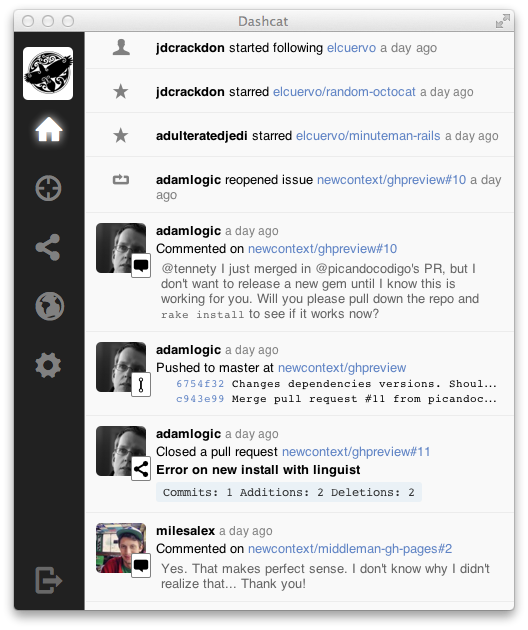 Dashcat
jdcrackdon started following elcuervo a day ago
jdcrackdon starred elcuervo/random-octocat a day ago
adulteratedjedi starred elcuervo/minuteman-rails a day ago
adamlogic reopened issue newcontext/ghpreview#10 a day
ago
adamlogic a day ago
Commented on newcontext/ghpreview#10
@tennety I just merged in @picandocodigo's PR, but I
don't want to release a new gem until I know this is
working for you. Will you please pull down the repo and
rake install to see if it works now?
adamlogic a day ago
Pushed to master at newcontext/ghpreview
6754f32 Changes dependencies versions. Shoul...
c943e99 Merge pull request #11 from picandoc...
adamlogic a day ago
Closed a pull request newcontext/ghpreview#11
Error on new install with linguist
Commits: 1 Additions: 2 Deletions: 2
milesalex a day ago
Commented on newcontext/middleman-gh-pages#2
Yes. That makes perfect sense. I don't know why I didn't
realize that... Thank you!